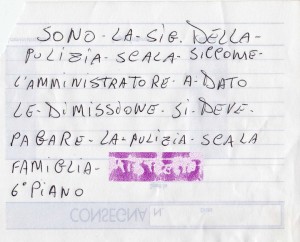 SONO-LA-SIG. DELLA-
PULIZIA-SCALA-SICCOME-
L'AMMINISTRATORE-A-DATO
LE-DIMISSIONE-SI-DEVE-
PAGARE-LA-PULIZIA-SCALA
FAMIGLIA-
6° PIANO
CONSEGNA N